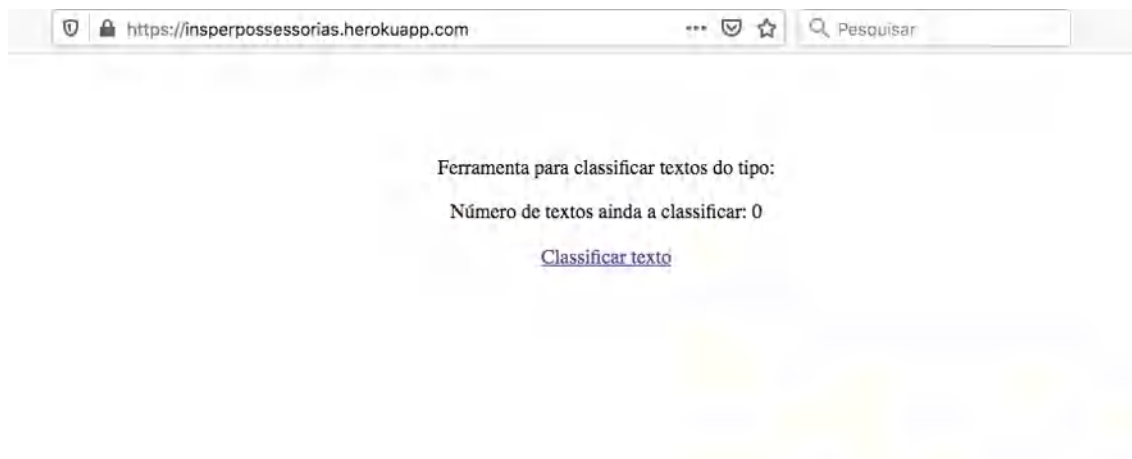 https://insperpossessorias.herokuapp.com
Pesquisar
Ferramenta para classificar textos do tipo:
Número de textos ainda a classificar: 0
Classificar texto